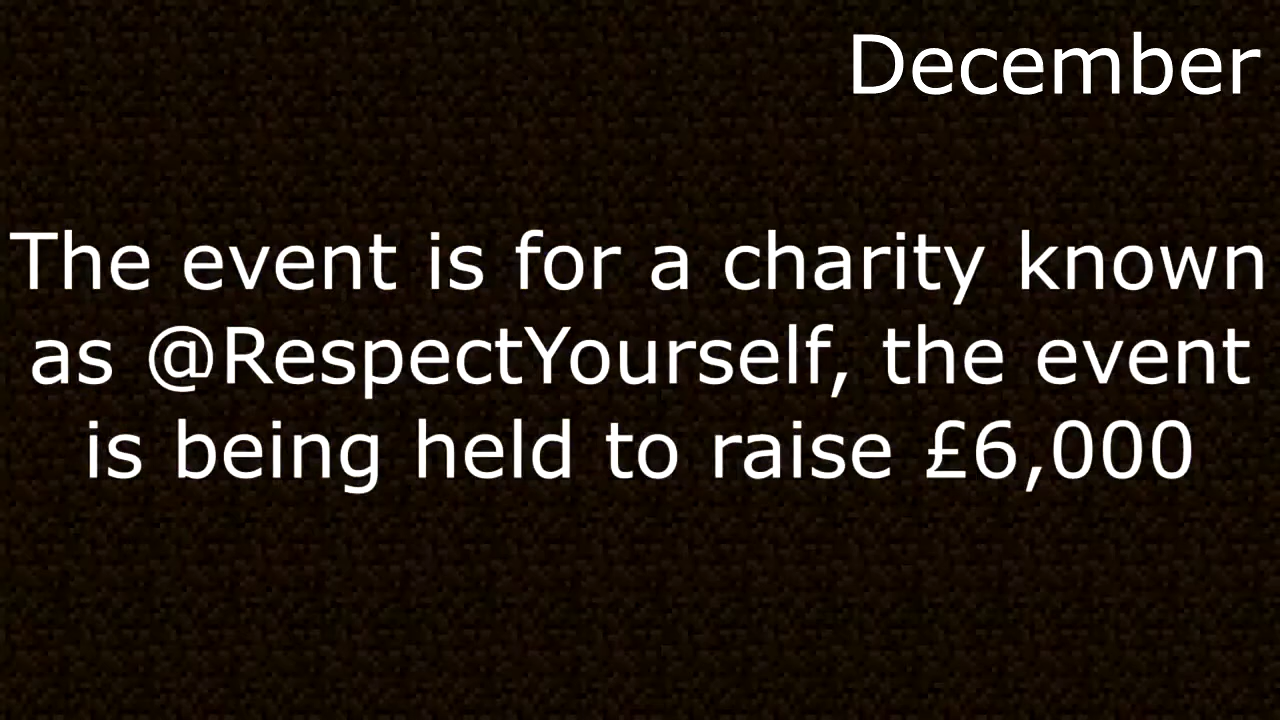 December
The event is for a charity known
as @RespectYourself, the event
is being held to raise £6,000